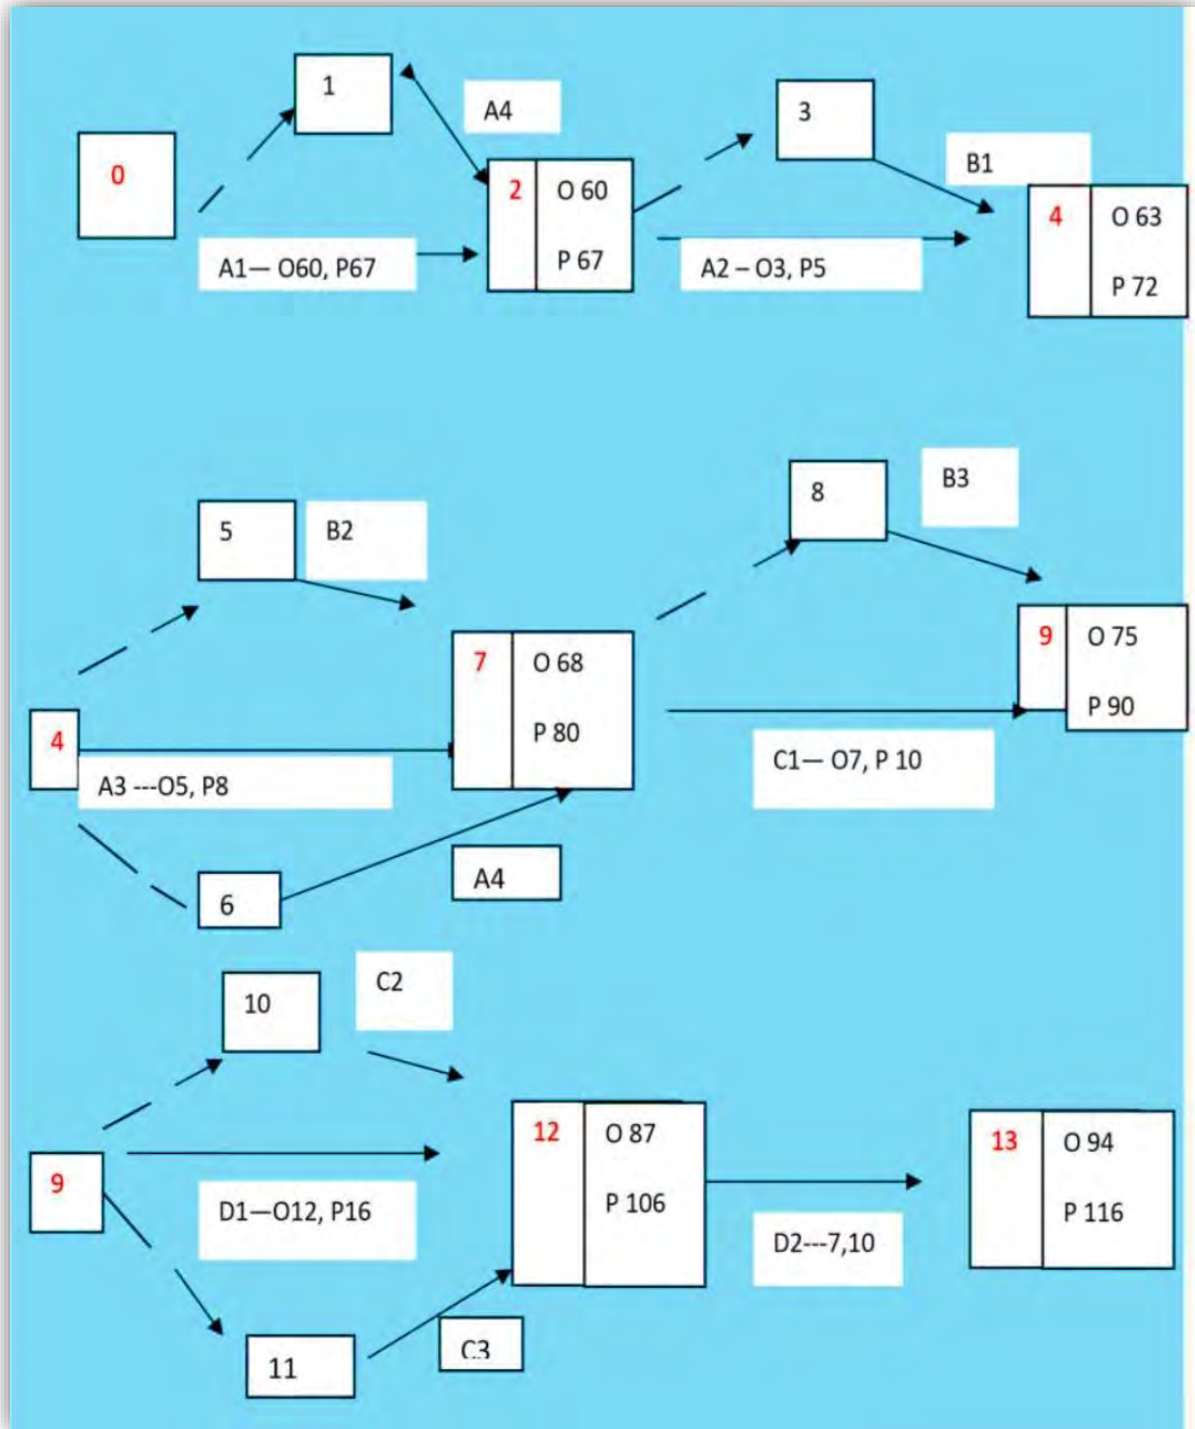 1
A4
3
0
B1
2
O 60
P 67
4
O 63
P 72
A1— O60, P67
A2 – O3, P5
8
B3
5
B2
7
O 68
P 80
9
O 75
P 90
4
A3 ---O5, P8
C1— O7, P 10
A4
6
10
C2
12
O 87
P 106
13
O 94
P 116
9
D1—O12, P16
D2---7,10
11
C3